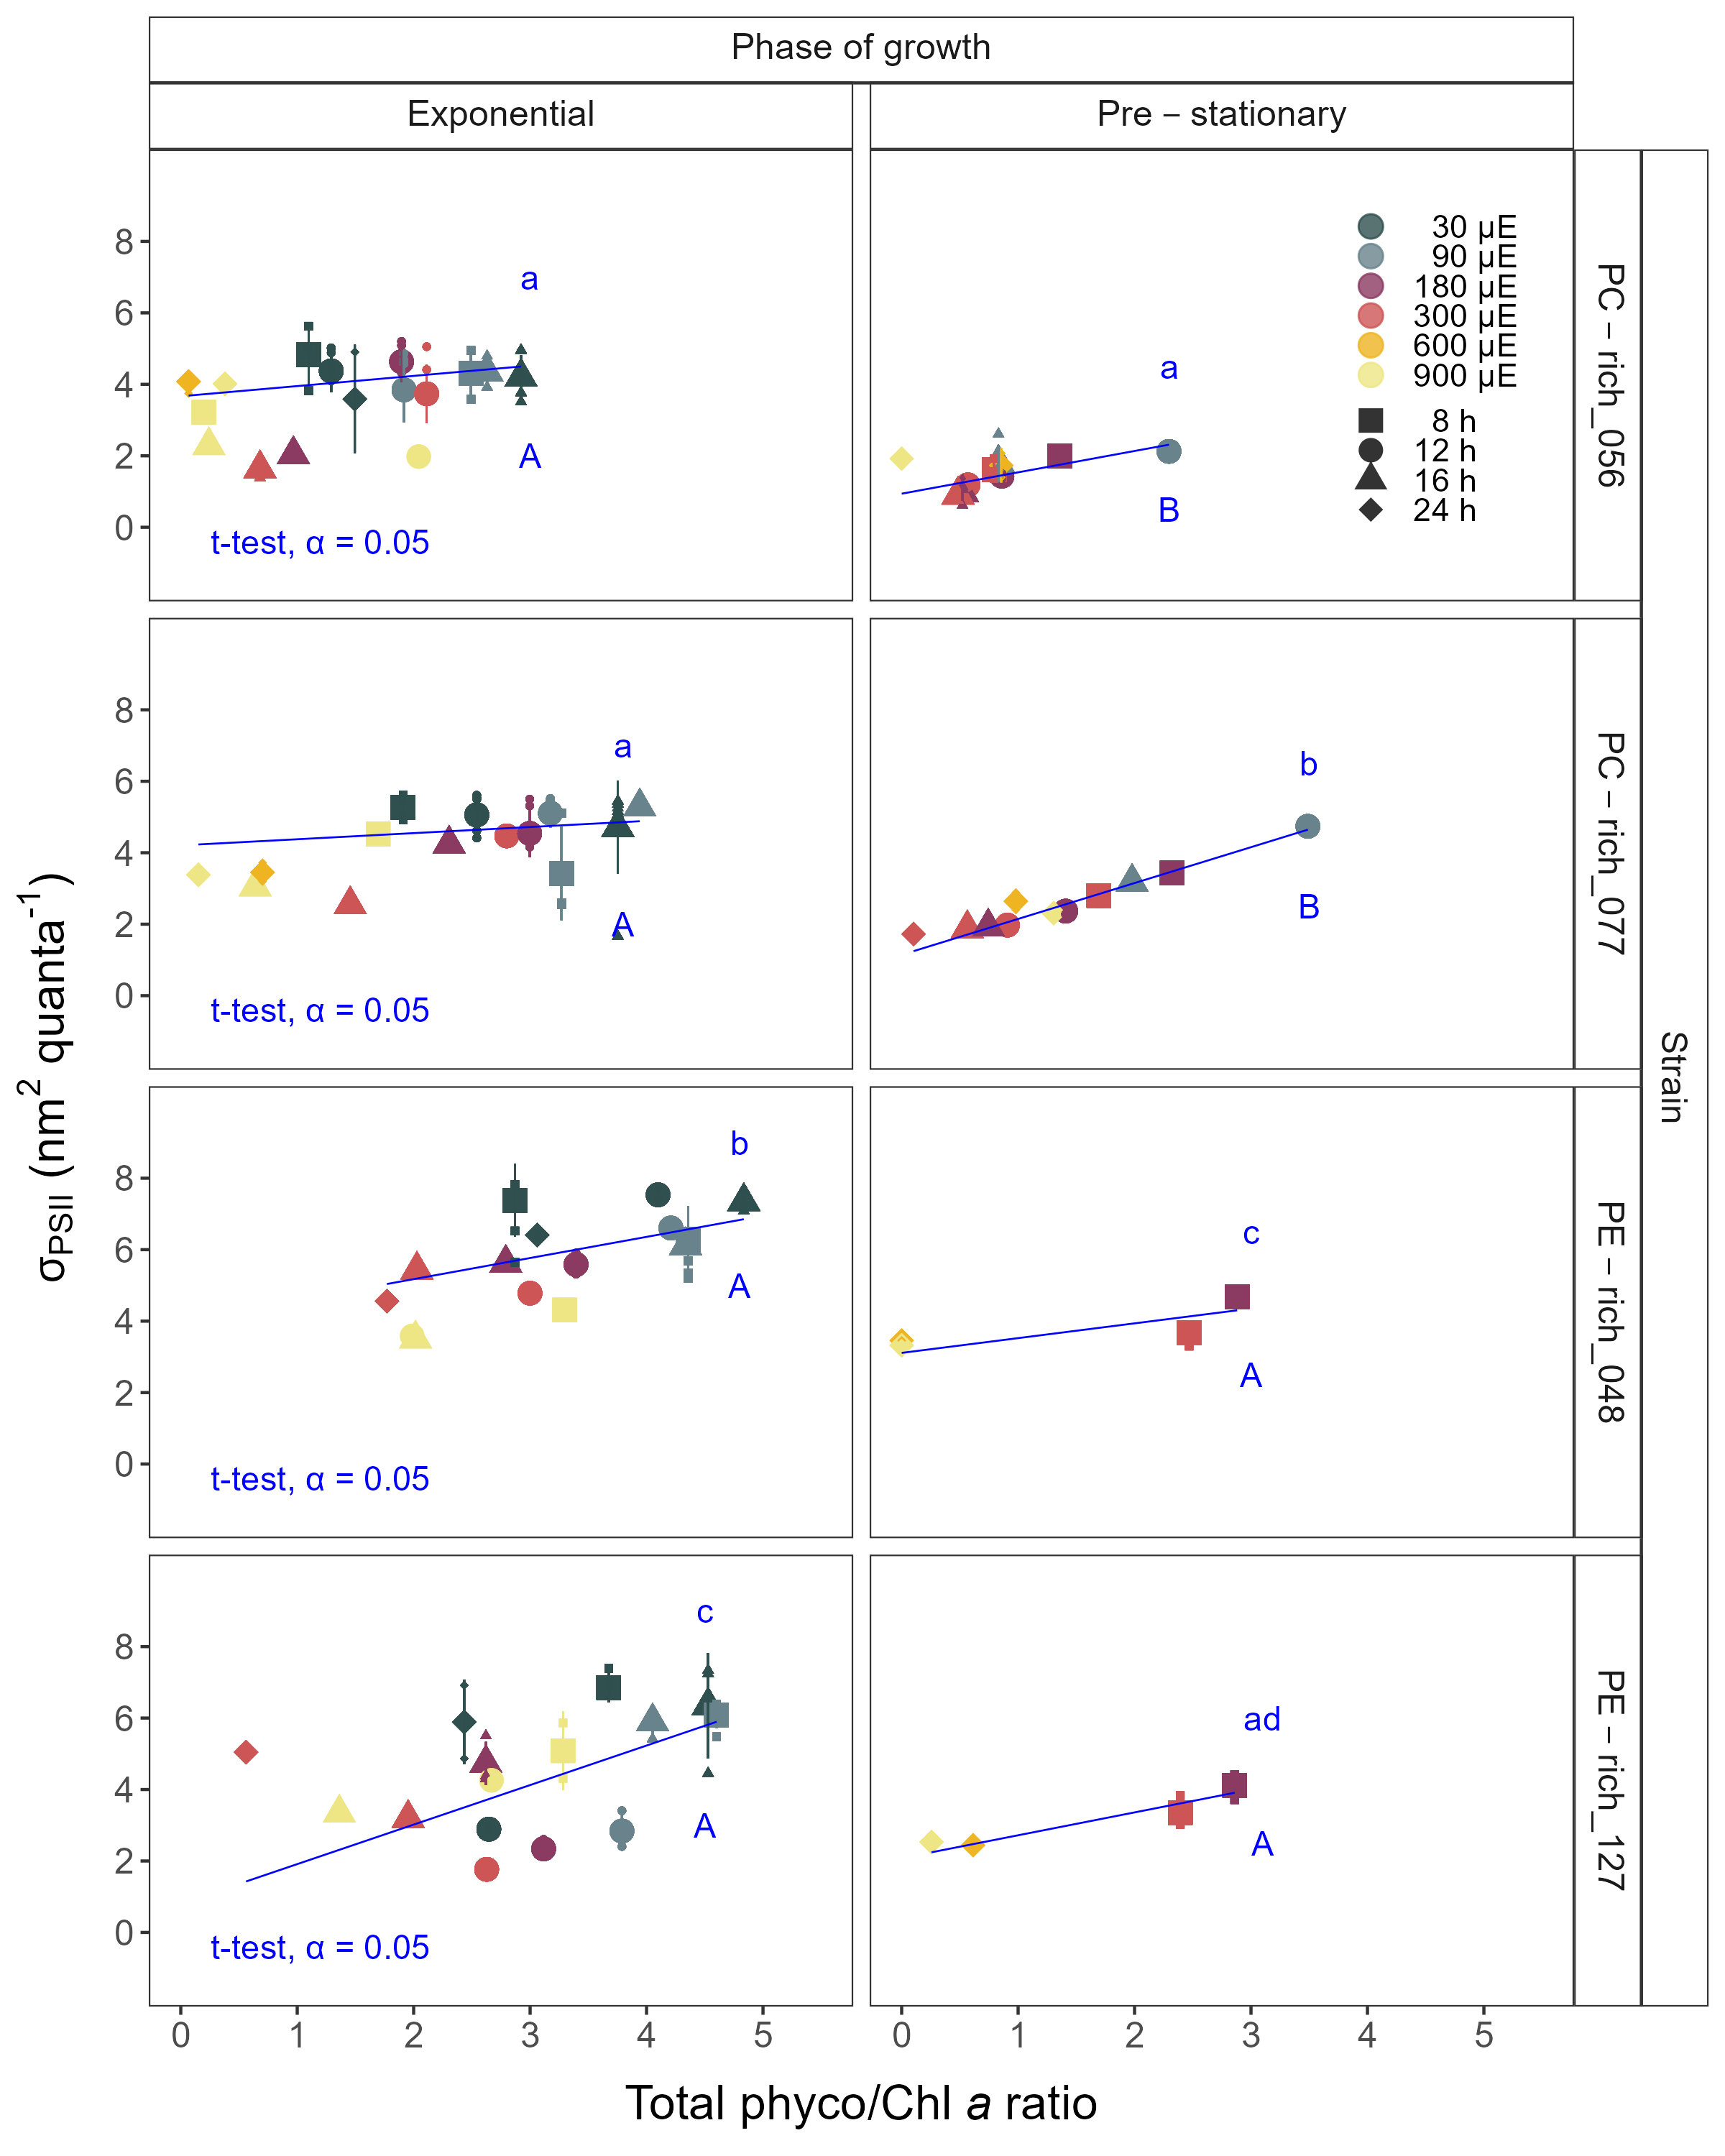 Phase of growth
Exponential
Pre – stationary
8
6
4
2
0
a
A
t-test, α = 0.05
a
B
30 µE
90 µE
180 µE
300 µE
600 µE
900 µE
8 h
12 h
16 h
24 h
PC – rich_056
8
6
4
2
0
a
A
t-test, α = 0.05
b
B
PC – rich_077
8
6
4
2
0
b
A
t-test, α = 0.05
c
A
PE – rich_048
8
6
4
2
0
c
A
t-test, α = 0.05
ad
A
PE – rich_127
Strain
σPSII (nm² quanta⁻¹)
0 1 2 3 4 5
0 1 2 3 4 5
Total phyco/Chl a ratio